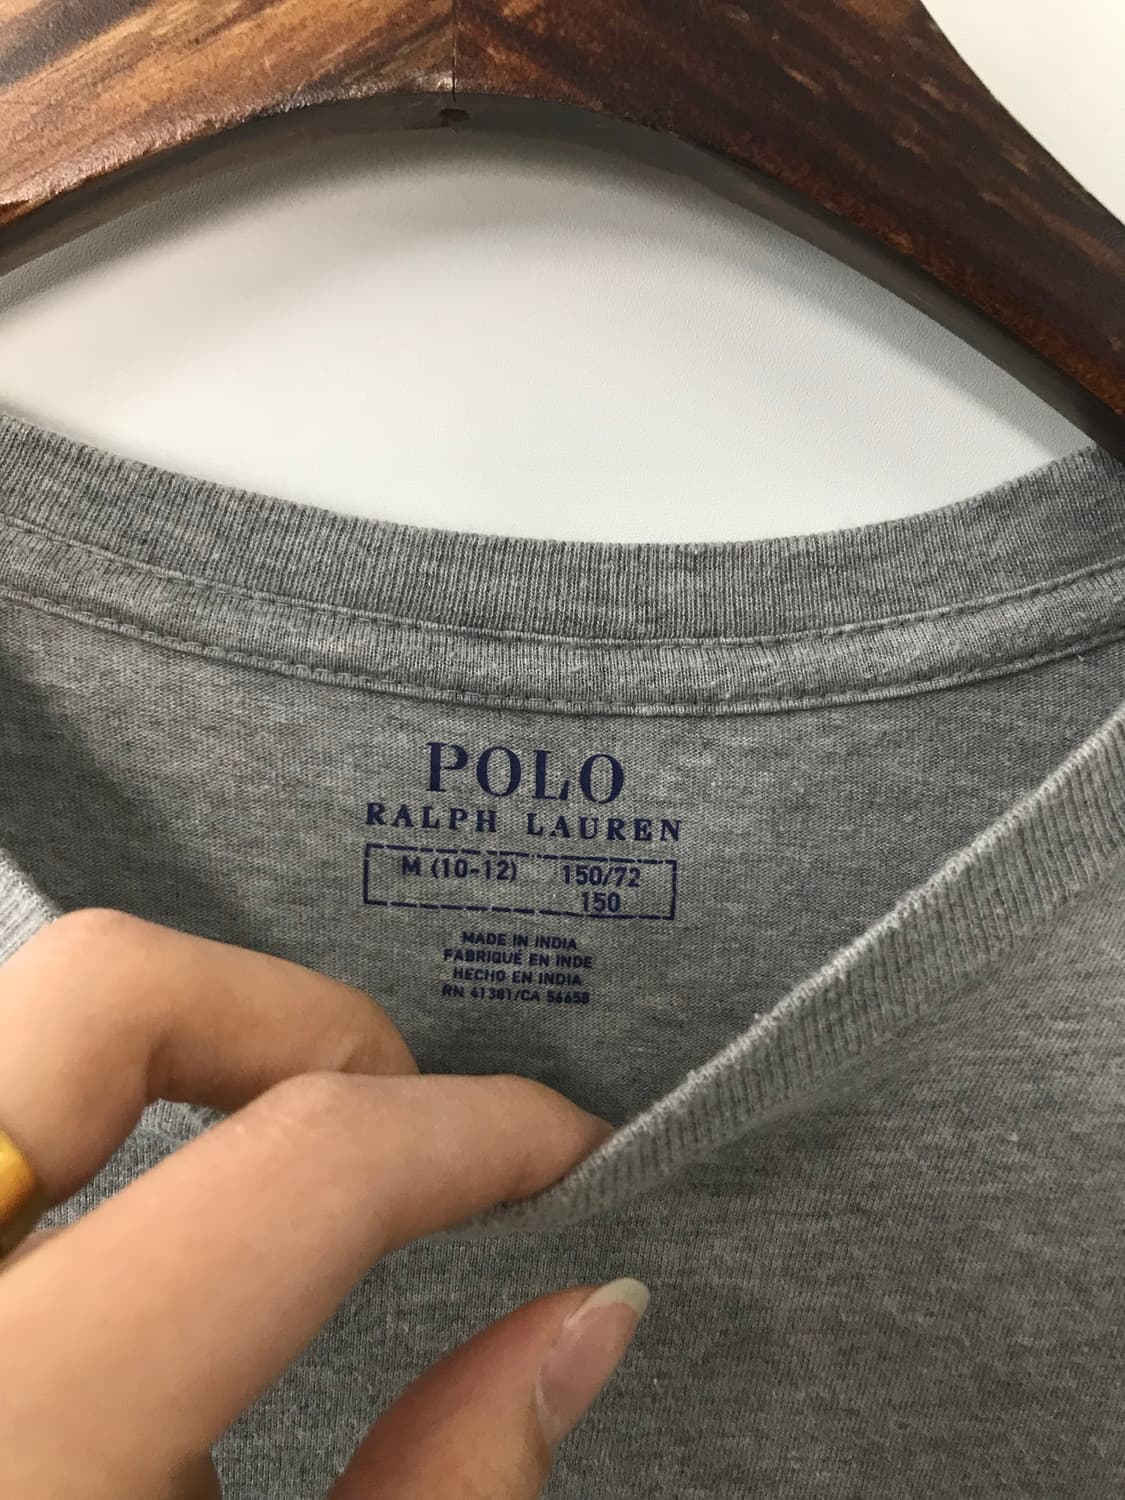 POLO
RALPH LAUREN
M (10-12) 150/72
150
MADE IN INDIA
FABRIQUÉ EN INDE
HECHO EN INDIA
RN 41381/CA 56658